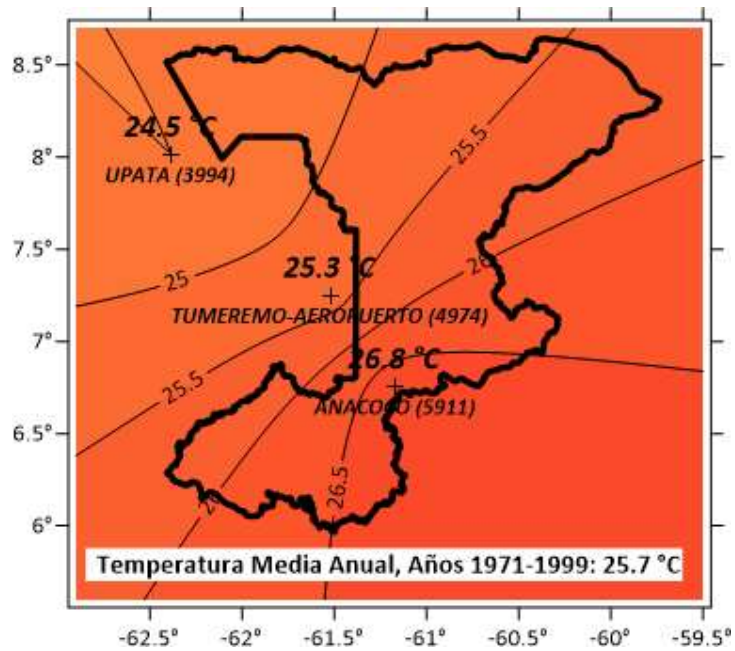 8.5°
8°
7.5°
7°
6.5°
6°
24.5 °C
UPATA (3994)
25.5
26
25
25.3 °C
TUMEREMO-AEROPUERTO (4974)
26.8 °C
25.5
ANACOCO (5911)
26
26.5
Temperatura Media Anual, Años 1971-1999: 25.7 °C
-62.5° -62° -61.5° -61° -60.5° -60° -59.5°